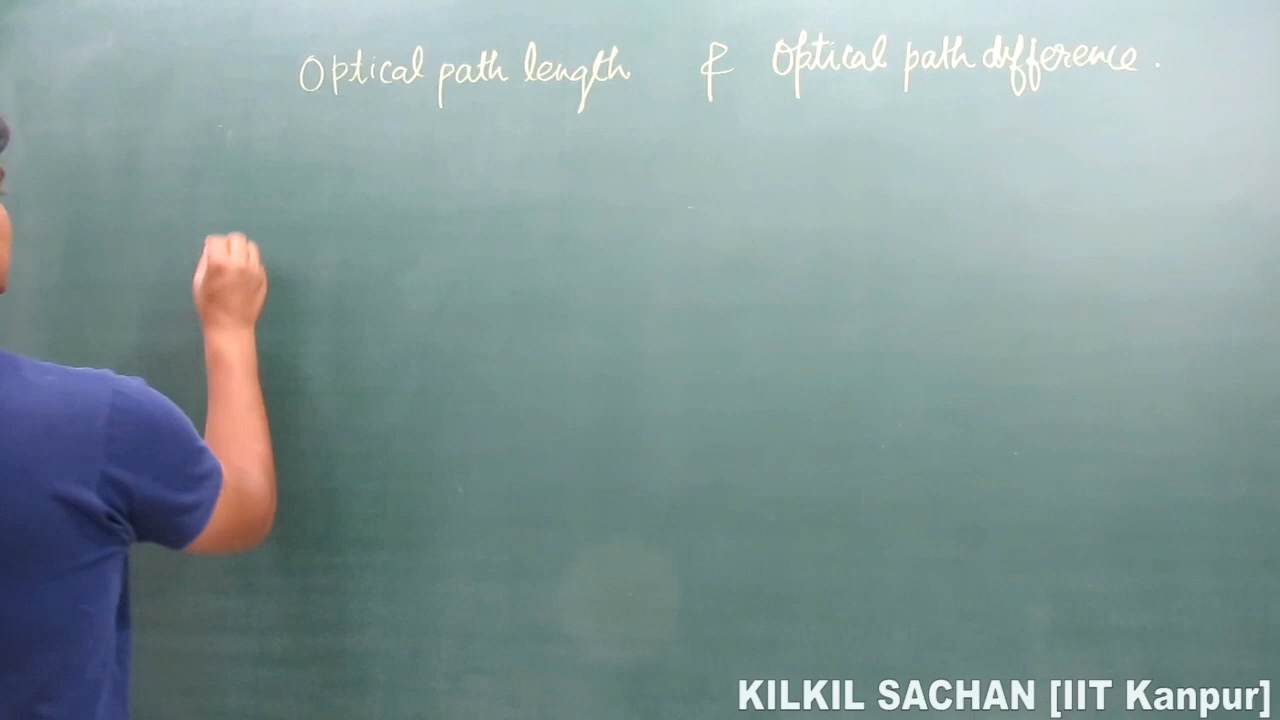 Optical path length & Optical path difference.
KILKIL SACHAN [IIT Kanpur]